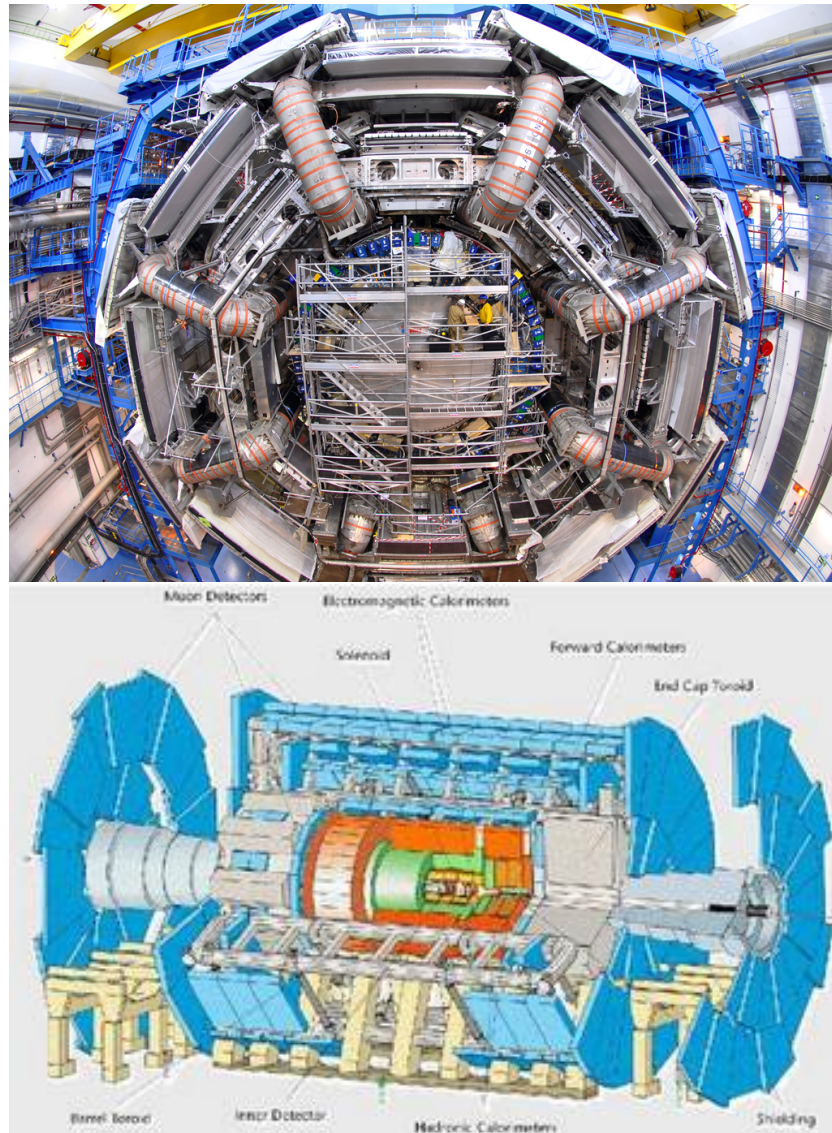 Muon Detectors
Electromagnetic Calorimeters
Solenoid
Forward Calorimeters
End Cap Toroid
Barrel Toroid
Inner Detector
Hadronic Calorimeters
Shielding